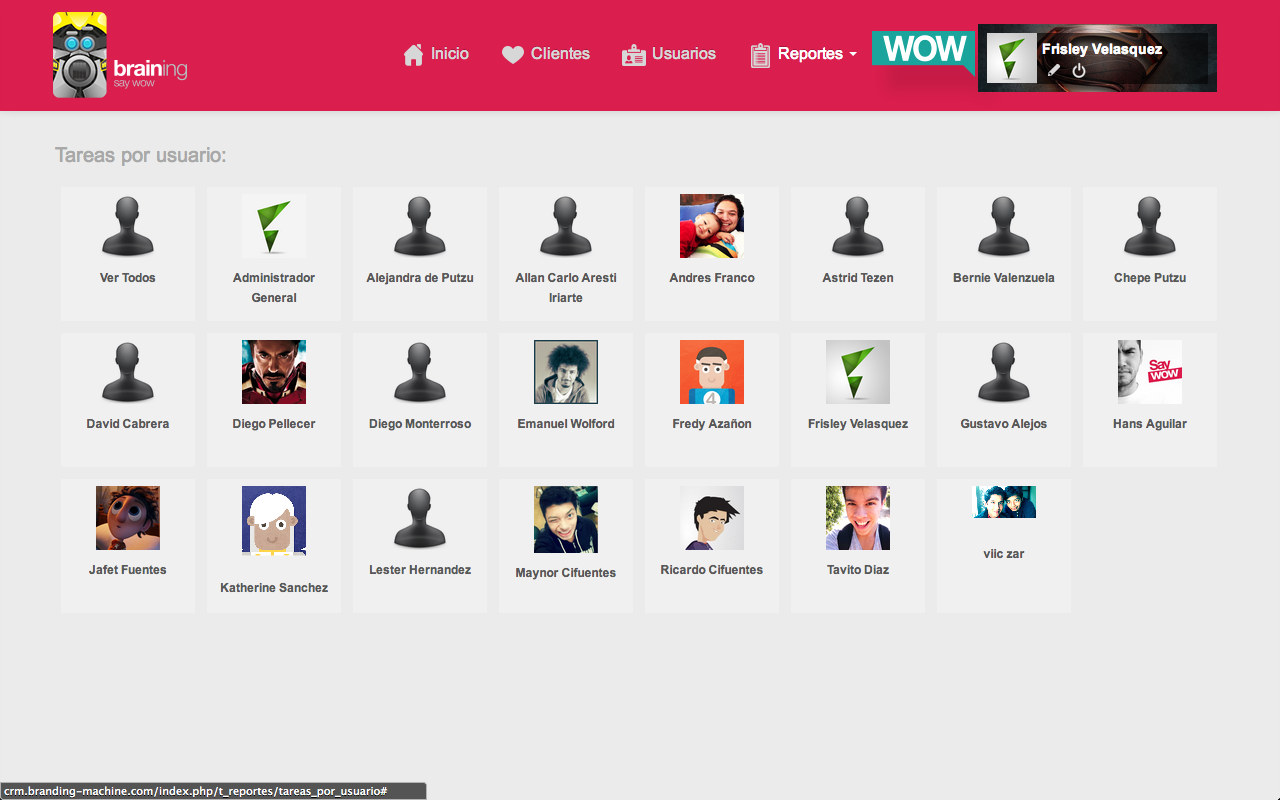 braining
say wow
Inicio
Clientes
Usuarios
Reportes
WOW
Frisley Velasquez
Tareas por usuario:
Ver Todos
Administrador
General
Alejandra de Putzu
Allan Carlo Aresti
Iriarte
Andres Franco
Astrid Tezen
Bernie Valenzuela
Chepe Putzu
David Cabrera
Diego Pellecer
Diego Monterroso
Emanuel Wolford
4
Fredy Azañon
Frisley Velasquez
Gustavo Alejos
Say
WOW
Hans Aguilar
Jafet Fuentes
Katherine Sanchez
Lester Hernandez
Maynor Cifuentes
Ricardo Cifuentes
Tavito Diaz
viic zar
crm.branding-machine.com/index.php/t_reportes/tareas_por_usuario#